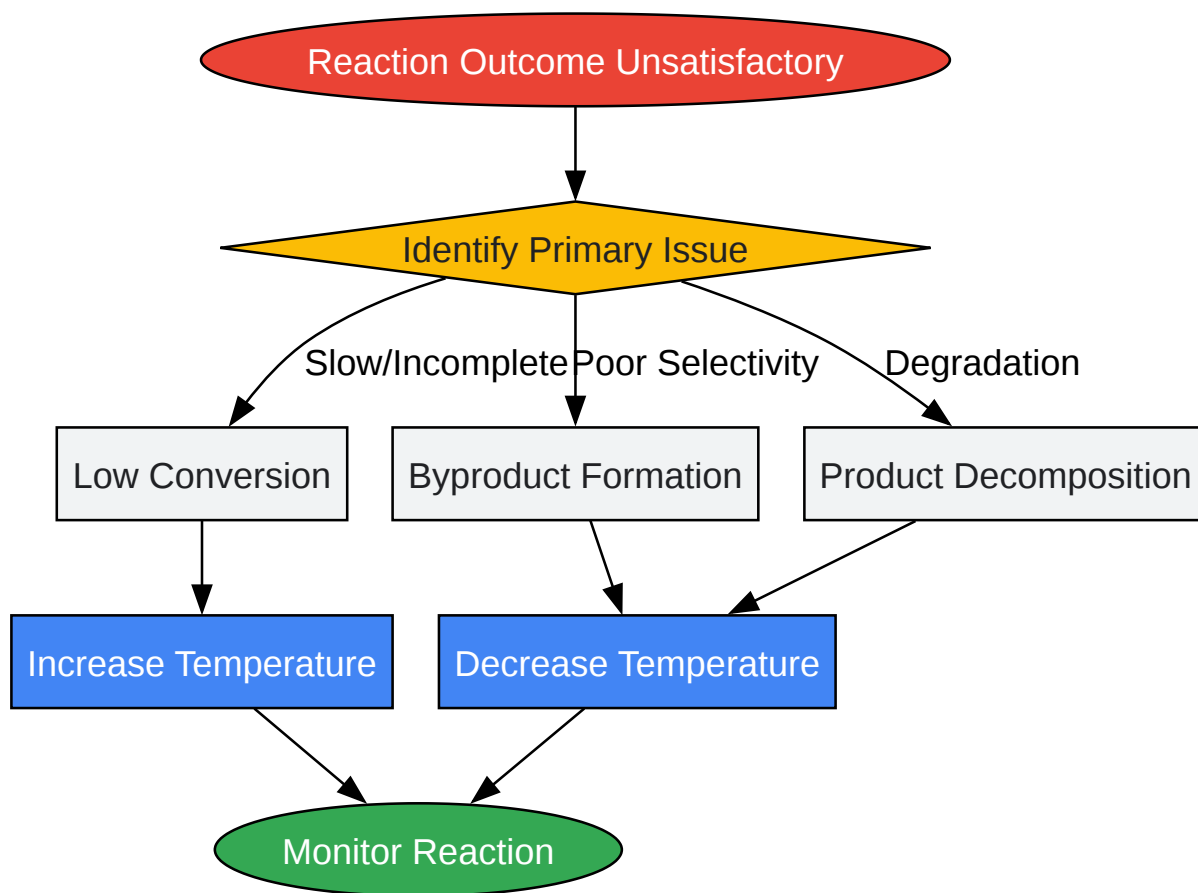 Reaction Outcome Unsatisfactory
Identify Primary Issue
Slow/Incomplete
Poor Selectivity
Degradation
Low Conversion
Byproduct Formation
Product Decomposition
Increase Temperature
Decrease Temperature
Monitor Reaction